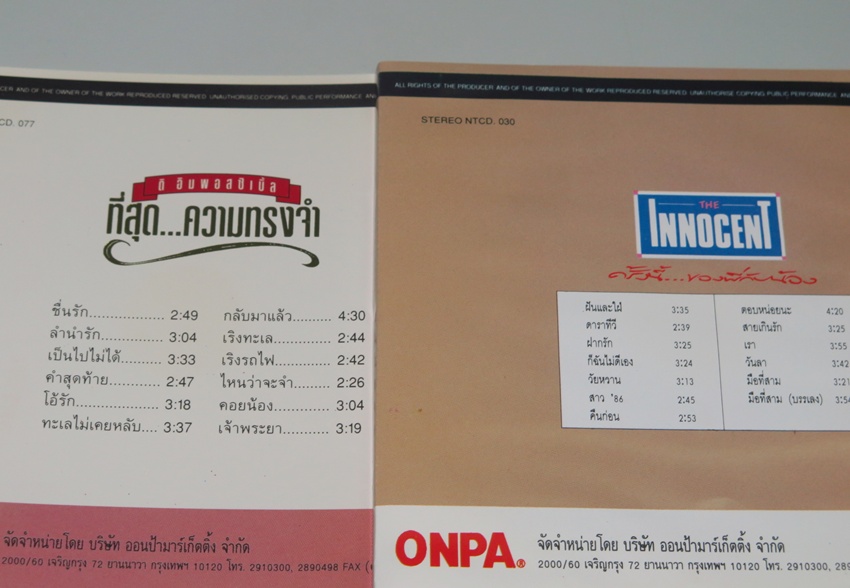 CER AND OF THE OWNER OF THE WORK REPRODUCED RESERVED. UNAUTHORISED COPYING, PUBLIC PERFORMANCE AN
CD. 077
ดิ อิมพอสซิเบิ้ล
ที่สุด...ความทรงจำ
ชื่นรัก.................. 2:49
ลำนำรัก................ 3:04
เป็นไปไม่ได้........... 3:33
คำสุดท้าย............. 2:47
โอ้รัก.................... 3:18
ทะเลไม่เคยหลับ.... 3:37
กลับมาแล้ว......... 4:30
เริงทะเล............. 2:44
เริงรถไฟ............. 2:42
ไหนว่าจะจำ........ 2:26
คอยน้อง............ 3:04
เจ้าพระยา........... 3:19
จัดจำหน่ายโดย บริษัท ออนป้ามาร์เก็ตติ้ง จำกัด
2000/60 เจริญกรุง 72 ยานนาวา กรุงเทพฯ 10120 โทร. 2910300, 2890498 FAX
ALL RIGHTS OF THE PRODUCER AND OF THE OWNER OF THE WORK REPRODUCED RESERVED. UNAUTHORISE COPYING, PUBLIC PERFORMANCE, AN
STEREO NTCD. 030
THE
INNOCENT
ครั้งนี้...ของพี่กับน้อง
ฝันและใฝ่ 3:35
ดาราทีวี 2:39
ฝากรัก 3:25
ก็ฉันไม่ดีเอง 3:24
วัยหวาน 3:13
สาว '86 2:45
คืนก่อน 2:53
ตอบหน่อยนะ 4:20
สายเกินรัก 3:25
เรา 3:55
วันลา 3:42
มือที่สาม 3:21
มือที่สาม (บรรเลง) 3:54
ONPA®
จัดจำหน่ายโดย บริษัท ออนป้ามาร์เก็ตติ้ง จำกัด
2000/60 เจริญกรุง 72 ยานนาวา กรุงเทพฯ 10120 โทร. 2910300, 289